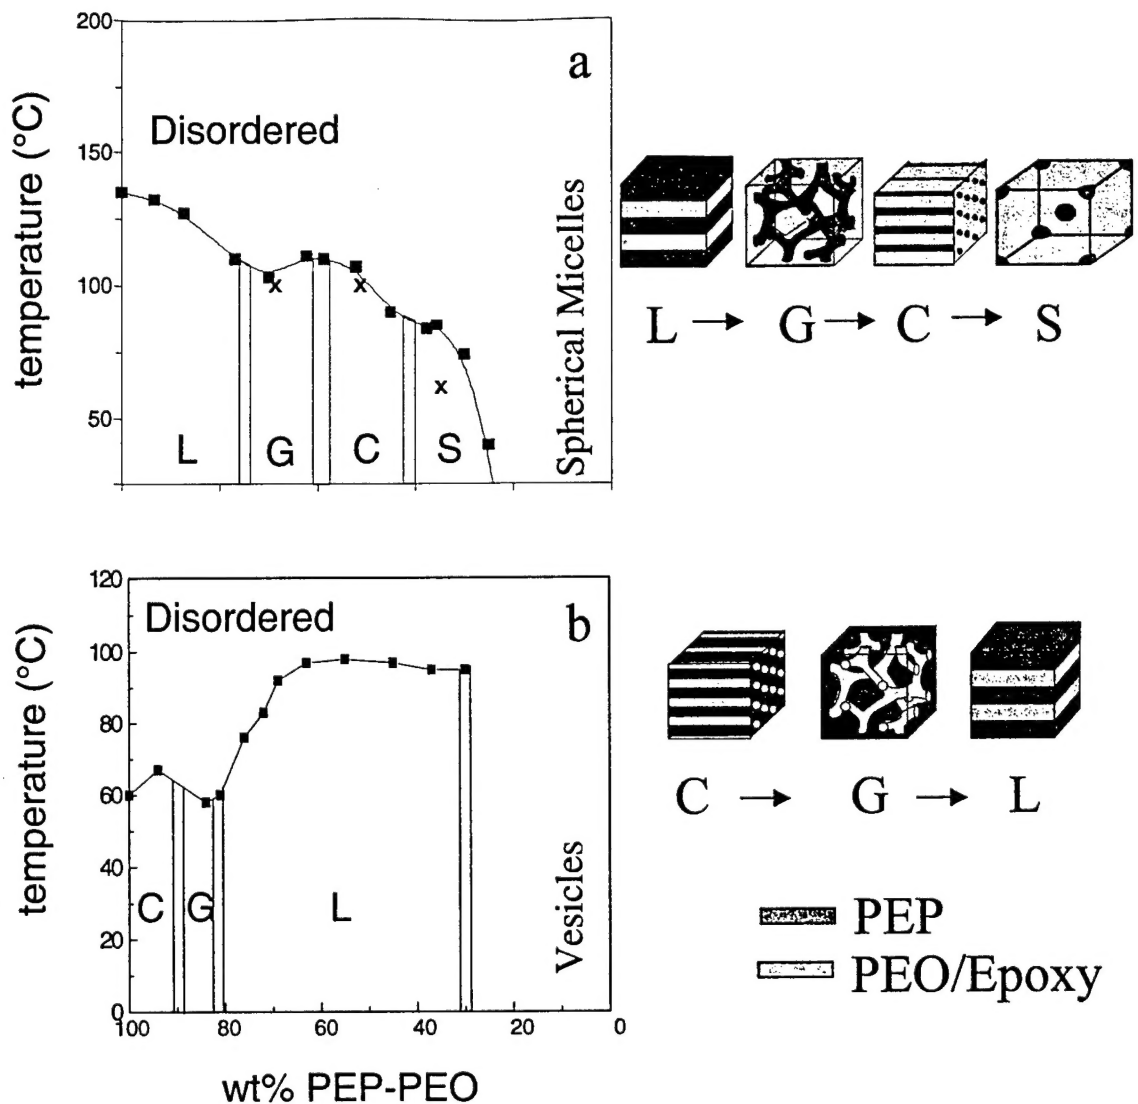 a
200
150
100
50
temperature (°C)
Disordered
x
x
x
L
G
C
S
Spherical Micelles
L → G → C → S
b
120
100
80
60
40
20
0
temperature (°C)
Disordered
C
G
L
Vesicles
100
80
60
40
20
0
wt% PEP-PEO
C → G → L
PEP
PEO/Epoxy